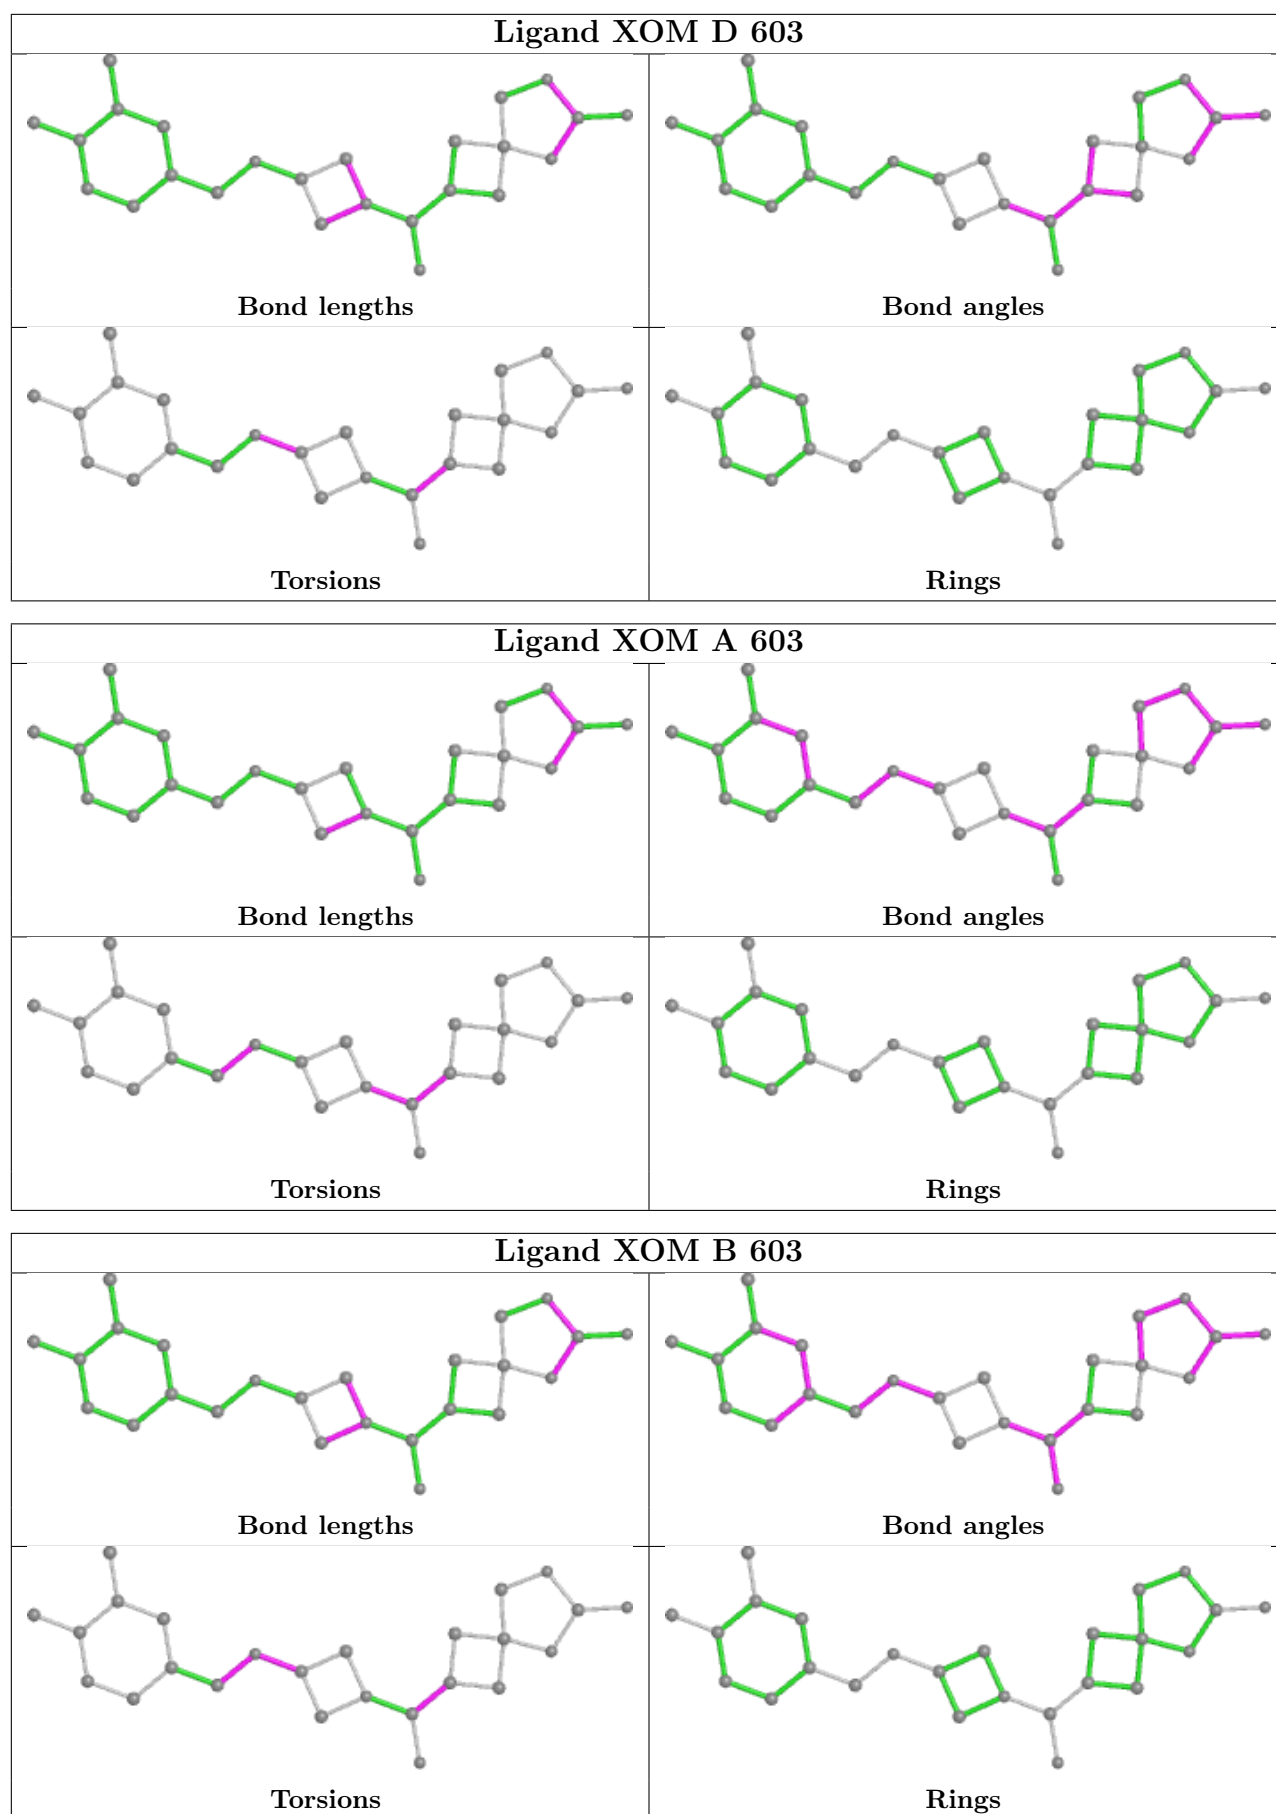 Ligand XOM D 603
Bond lengths
Bond angles
Torsions
Rings
Ligand XOM A 603
Bond lengths
Bond angles
Torsions
Rings
Ligand XOM B 603
Bond lengths
Bond angles
Torsions
Rings